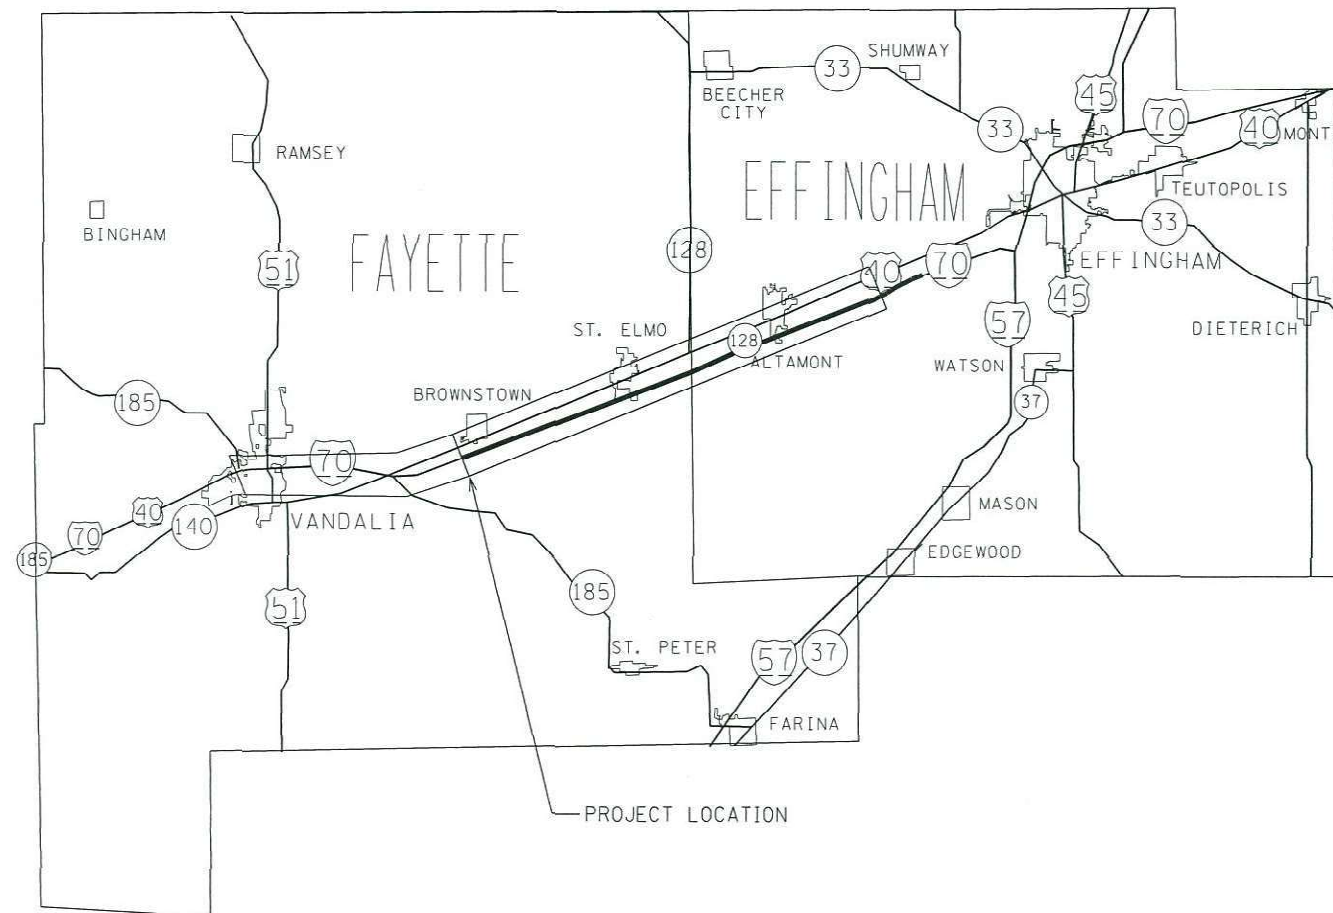 SHUMWAY
33
BEECHER
CITY
45
33
70
40
MONT
RAMSEY
TEUTOPOLIS
EFFINGHAM
BINGHAM
33
FAYETTE
51
128
40
70
EFFINGHAM
45
DIETERICH
ST. ELMO
128
57
ALTAMONT
WATSON
BROWNSTOWN
185
37
70
MASON
40
140
VANDALIA
70
185
EDGEWOOD
185
51
ST. PETER
57
37
FARINA
PROJECT LOCATION